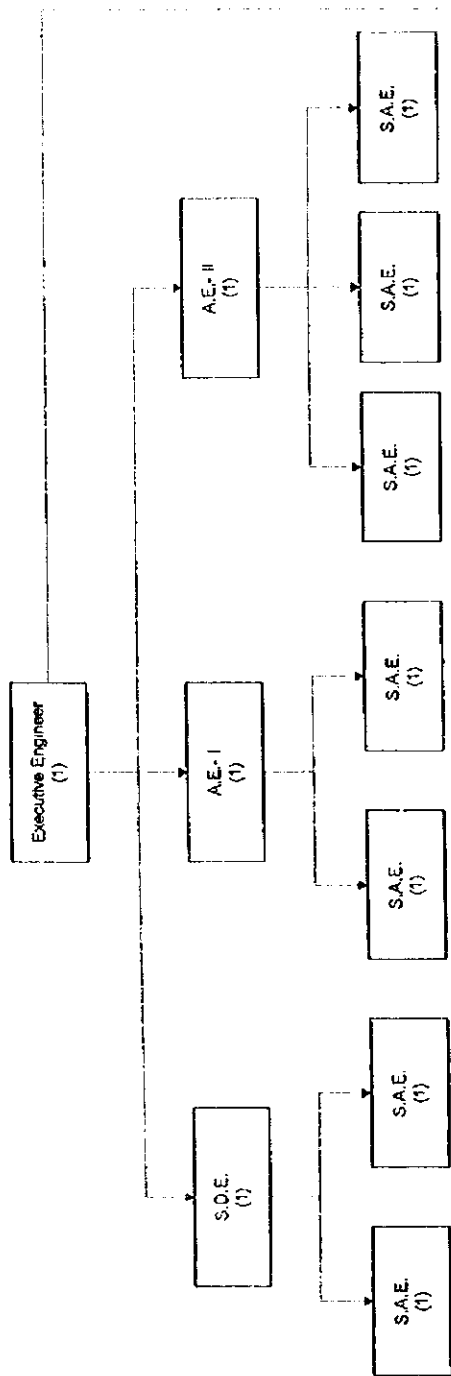 Executive Engineer
(1)
S.D.E.
(1)
A.E.- I
(1)
A.E.- II
(1)
S.A.E.
(1)
S.A.E.
(1)
S.A.E.
(1)
S.A.E.
(1)
S.A.E.
(1)
S.A.E.
(1)
S.A.E.
(1)